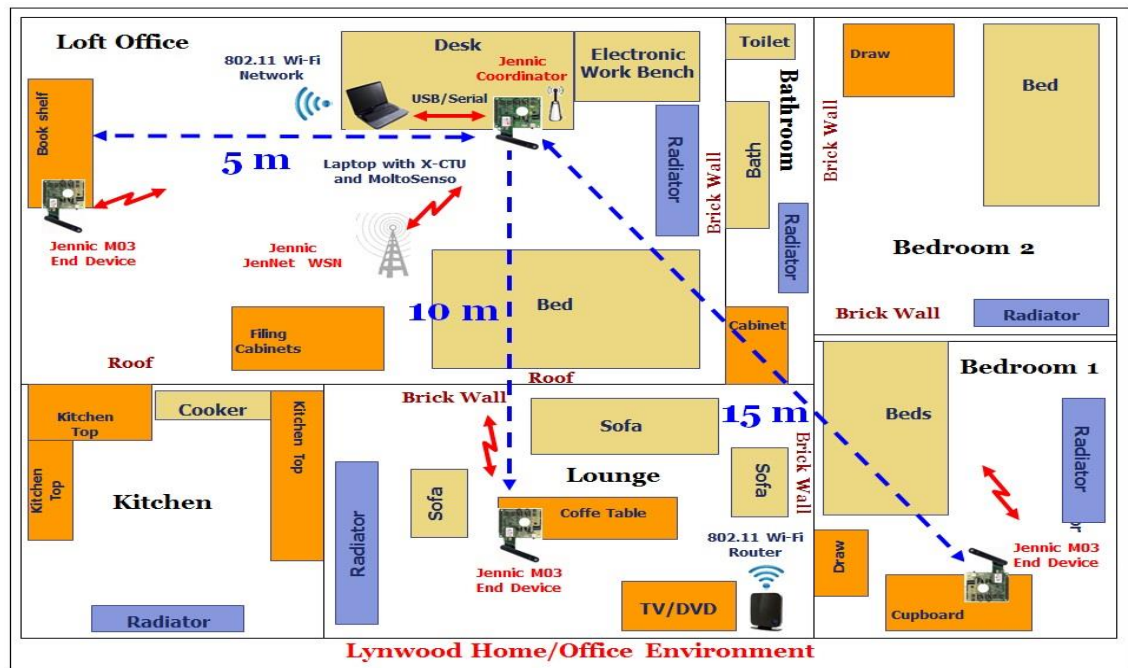 Loft Office
802.11 Wi-Fi
Network
Desk
Jennic
Coordinator
USB/Serial
Electronic
Work Bench
Book shelf
5 m
Laptop with X-CTU
and MoltoSenso
Radiator
Brick Wall
Jennic M03
End Device
Jennic
JenNet WSN
10 m
Bed
Filing
Cabinets
Roof
Roof
Toilet
Bathroom
Bath
Radiator
Cabinet
Draw
Bed
Brick Wall
Bedroom 2
Brick Wall
Radiator
Kitchen
Top
Cooker
Kitchen Top
Kitchen
Top
Kitchen
Radiator
Brick Wall
Sofa
15 m
Brick Wall
Lounge
Sofa
Sofa
Radiator
Coffe Table
Jennic M03
End Device
802.11 Wi-Fi
Router
TV/DVD
Bedroom 1
Beds
Radiator
or
Jennic M03
End Device
Draw
Cupboard
Lynwood Home/Office Environment